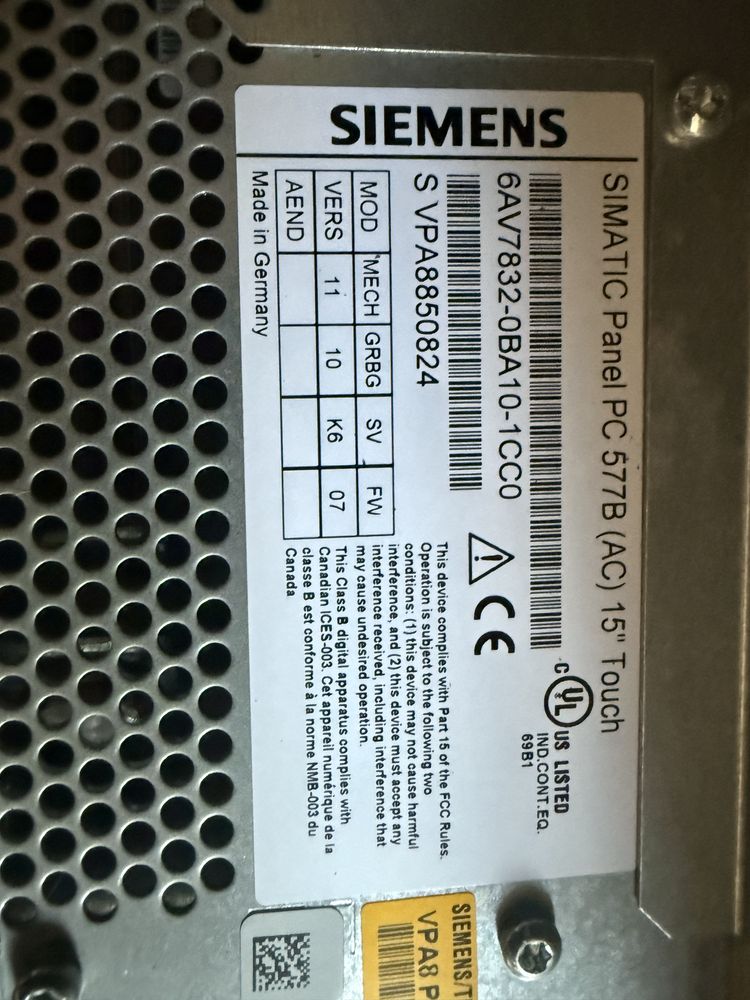 SIEMENS
SIMATIC Panel PC 577B (AC) 15" Touch
6AV7832-0BA10-1CC0
S VPA8850824
C UL US LISTED
IND.CONT.EQ.
69B1
CE
MOD MECH GRBG SV FW
VERS 11 10 K6 07
AEND
Made in Germany
This device complies with Part 15 of the FCC Rules.
Operation is subject to the following two
conditions: (1) this device may not cause harmful
interference, and (2) this device must accept any
interference received, including interference that
may cause undesired operation.
This Class B digital apparatus complies with
Canadian ICES-003. Cet appareil numérique de la
classe B est conforme à la norme NMB-003 du
Canada
SIEMENS/T
VPA8 P